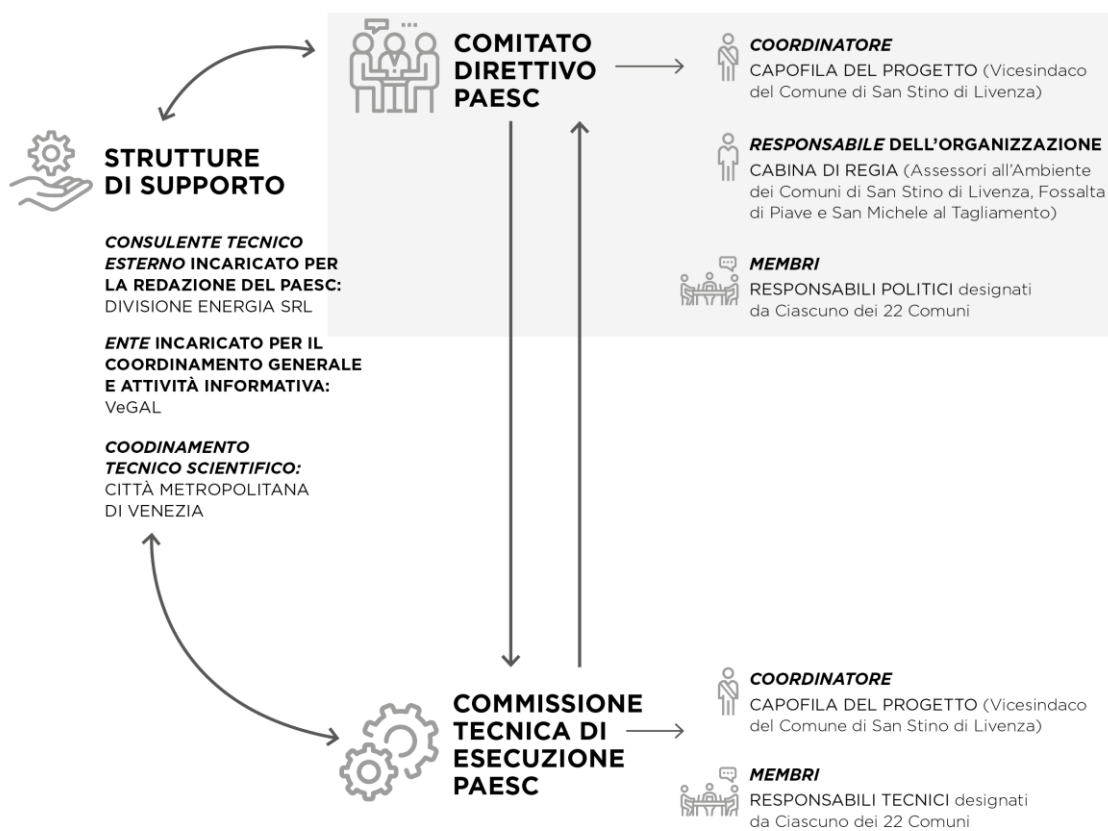 COMITATO
DIRETTIVO
PAESC
COORDINATORE
CAPOFILA DEL PROGETTO (Vicesindaco
del Comune di San Stino di Livenza)
RESPONSABILE DELL'ORGANIZZAZIONE
CABINA DI REGIA (Assessori all'Ambiente
dei Comuni di San Stino di Livenza, Fossalta
di Piave e San Michele al Tagliamento)
MEMBRI
RESPONSABILI POLITICI designati
da Ciascuno dei 22 Comuni
STRUTTURE
DI SUPPORTO
CONSULENTE TECNICO
ESTERNO INCARICATO PER
LA REDAZIONE DEL PAESC:
DIVISIONE ENERGIA SRL
ENTE INCARICATO PER IL
COORDINAMENTO GENERALE
E ATTIVITÀ INFORMATIVA:
VeGAL
COODINAMENTO
TECNICO SCIENTIFICO:
CITTÀ METROPOLITANA
DI VENEZIA
COMMISSIONE
TECNICA DI
ESECUZIONE
PAESC
COORDINATORE
CAPOFILA DEL PROGETTO (Vicesindaco
del Comune di San Stino di Livenza)
MEMBRI
RESPONSABILI TECNICI designati
da Ciascuno dei 22 Comuni